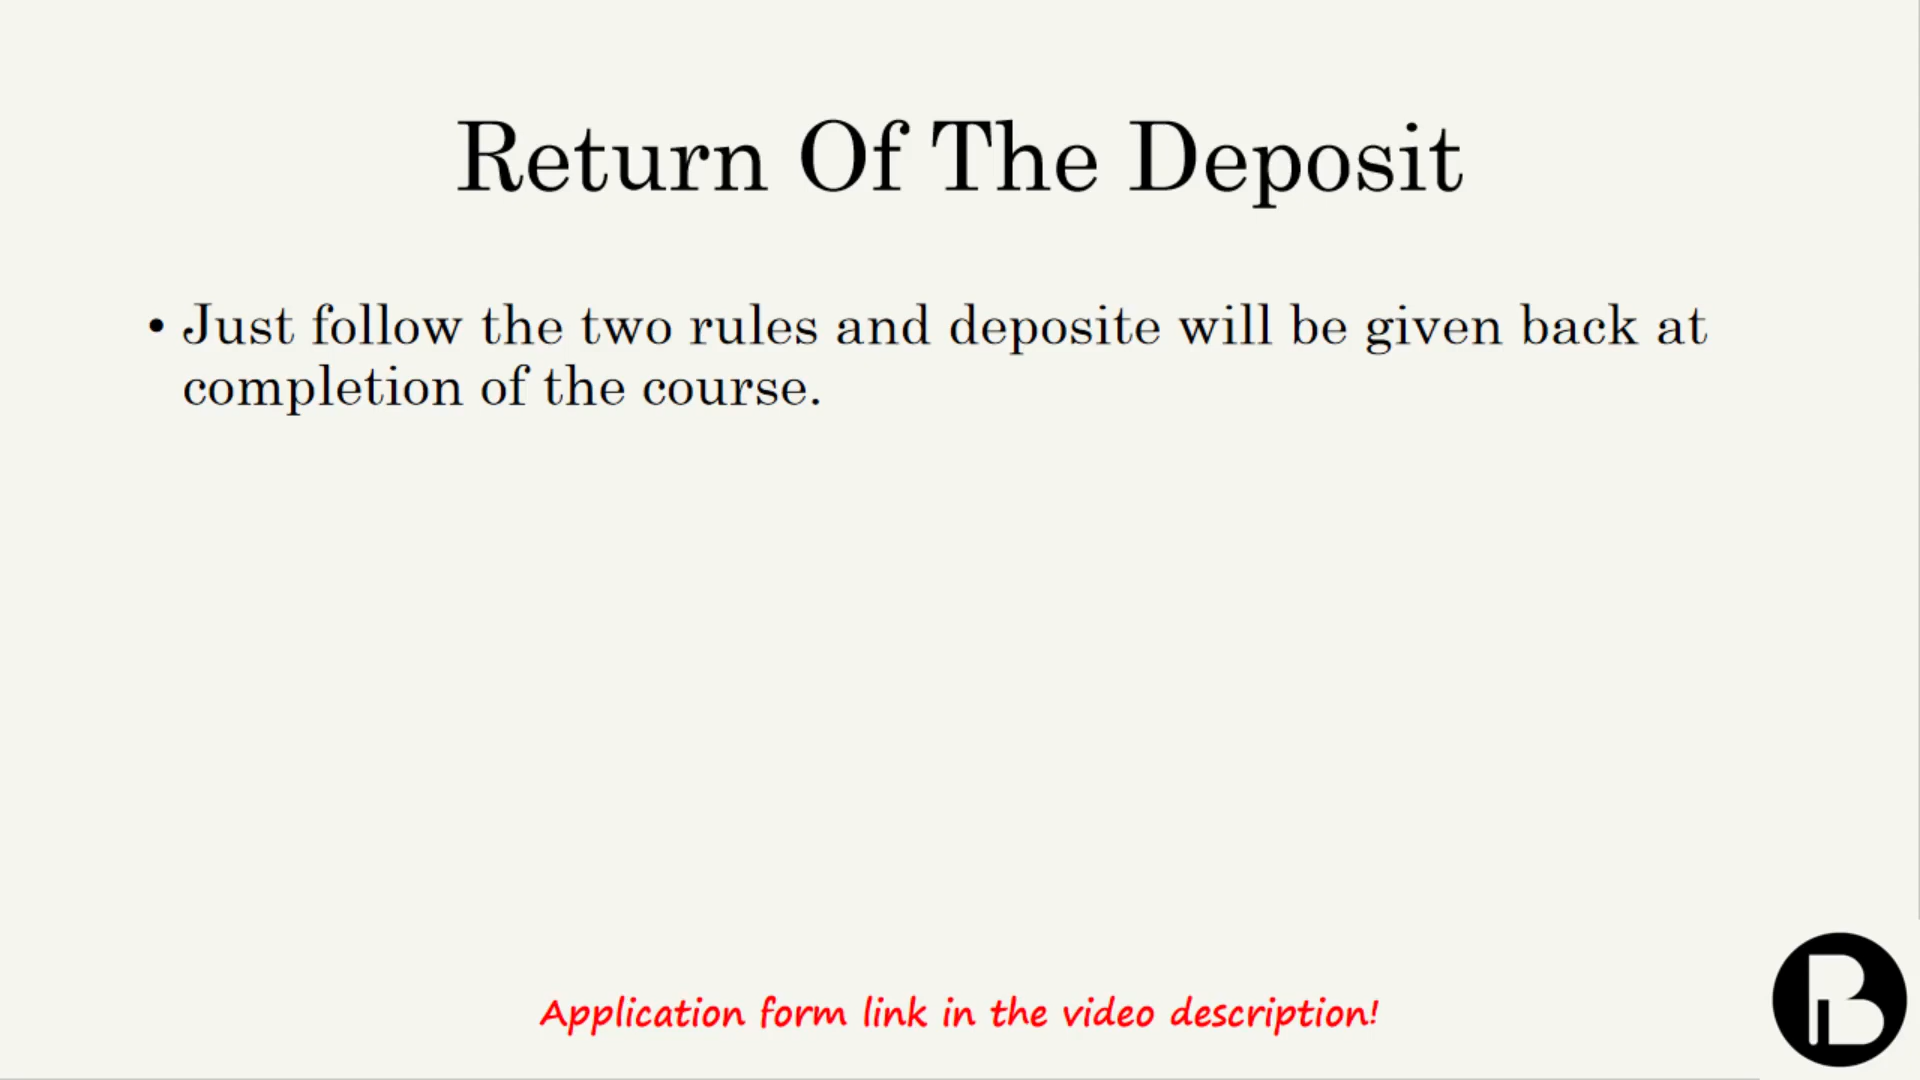 Return Of The Deposit
• Just follow the two rules and deposite will be given back at
completion of the course.
Application form link in the video description!
B